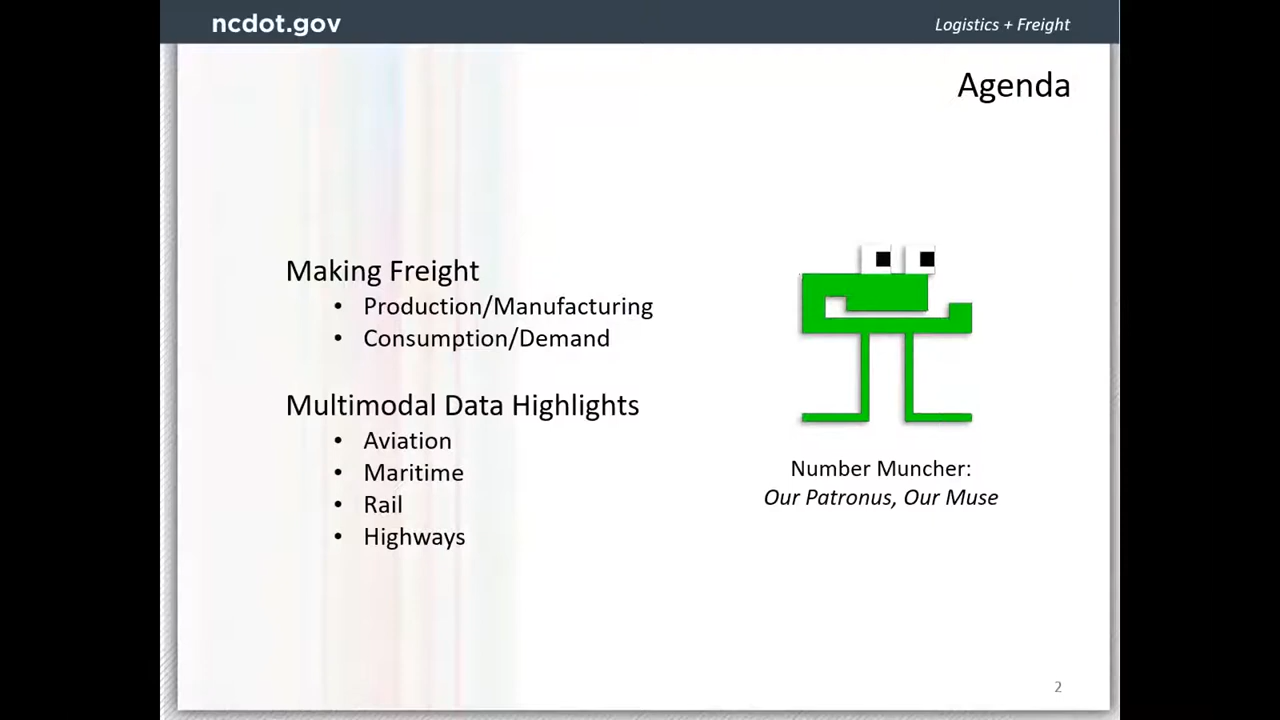 ncdot.gov
Logistics + Freight
Agenda
Making Freight
• Production/Manufacturing
• Consumption/Demand
Multimodal Data Highlights
• Aviation
• Maritime
• Rail
• Highways
Number Muncher:
Our Patronus, Our Muse
2